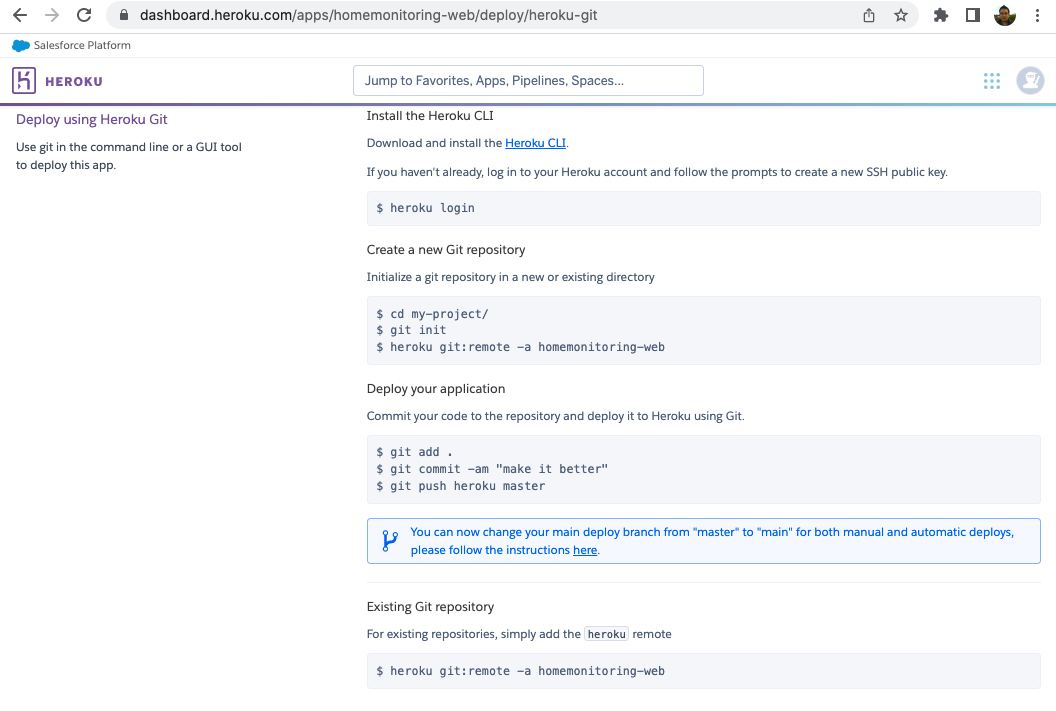 dashboard.heroku.com/apps/homemonitoring-web/deploy/heroku-git
Salesforce Platform
HEROKU
Jump to Favorites, Apps, Pipelines, Spaces...
Deploy using Heroku Git
Use git in the command line or a GUI tool
to deploy this app.
Install the Heroku CLI
Download and install the Heroku CLI.
If you haven't already, log in to your Heroku account and follow the prompts to create a new SSH public key.
$ heroku login
Create a new Git repository
Initialize a git repository in a new or existing directory
$ cd my-project/
$ git init
$ heroku git:remote -a homemonitoring-web
Deploy your application
Commit your code to the repository and deploy it to Heroku using Git.
$ git add .
$ git commit -am "make it better"
$ git push heroku master
You can now change your main deploy branch from "master" to "main" for both manual and automatic deploys,
please follow the instructions here.
Existing Git repository
For existing repositories, simply add the heroku remote
$ heroku git:remote -a homemonitoring-web